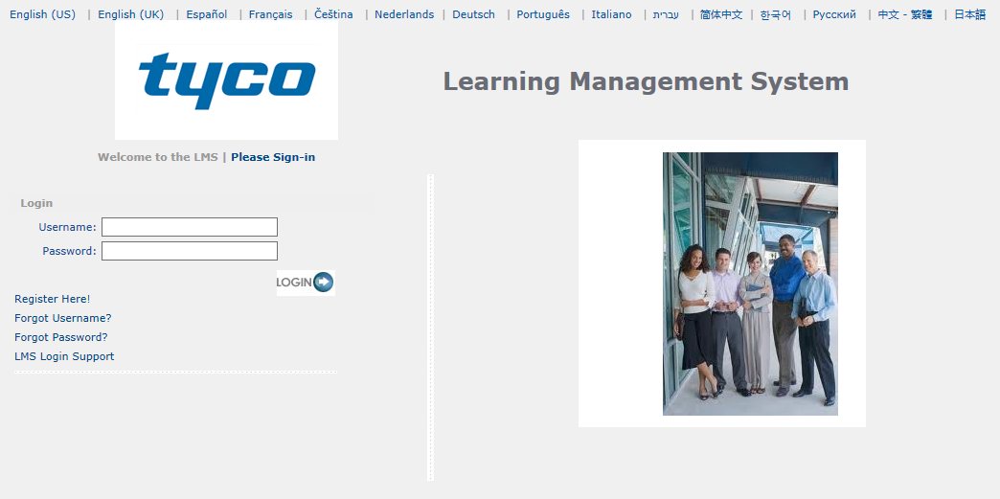 English (US) | English (UK) | Español | Français | Čeština | Nederlands | Deutsch | Português | Italiano | עברית | 简体中文 | 한국어 | Русский | 中文 - 繁體 | 日本語
tyco
Learning Management System
Welcome to the LMS | Please Sign-in
Login
Username:
Password:
LOGIN
Register Here!
Forgot Username?
Forgot Password?
LMS Login Support